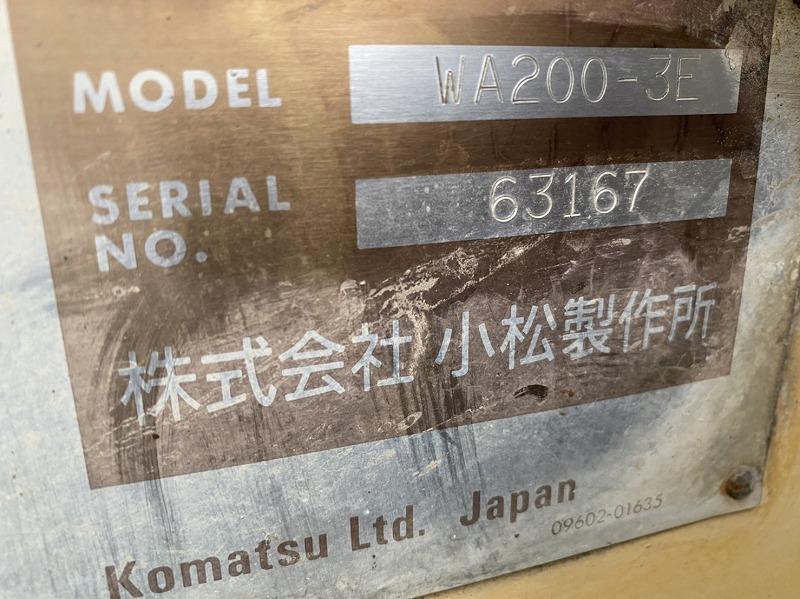 MODEL WA200-3E
SERIAL NO. 63167
株式会社 小松製作所
Komatsu Ltd. Japan
09602-01635